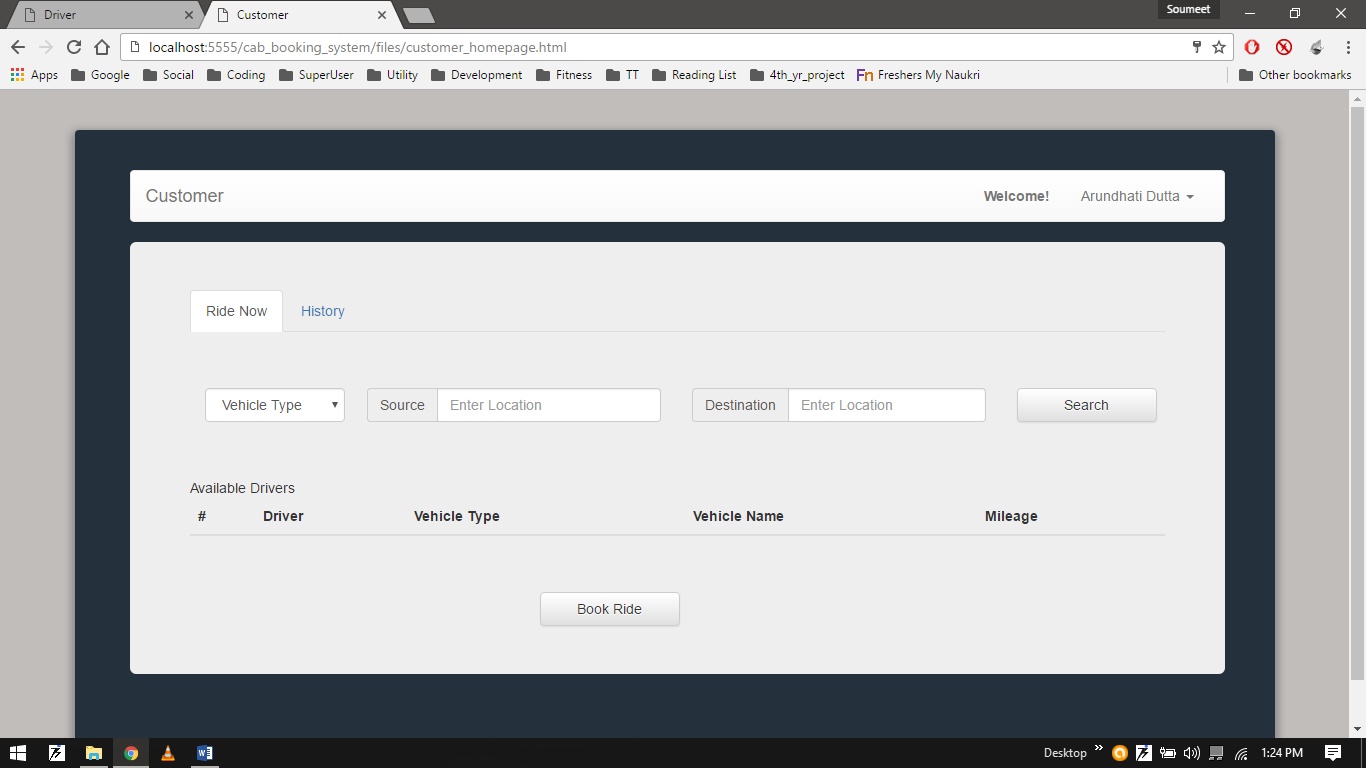 Driver
Customer
Soumeet
localhost:5555/cab_booking_system/files/customer_homepage.html
Apps Google Social Coding SuperUser Utility Development Fitness TT Reading List 4th_yr_project Fn Freshers My Naukri Other bookmarks
Customer Welcome! Arundhati Dutta
Ride Now History
Vehicle Type Source Enter Location Destination Enter Location Search
Available Drivers
# Driver Vehicle Type Vehicle Name Mileage
Book Ride
Desktop 1:24 PM